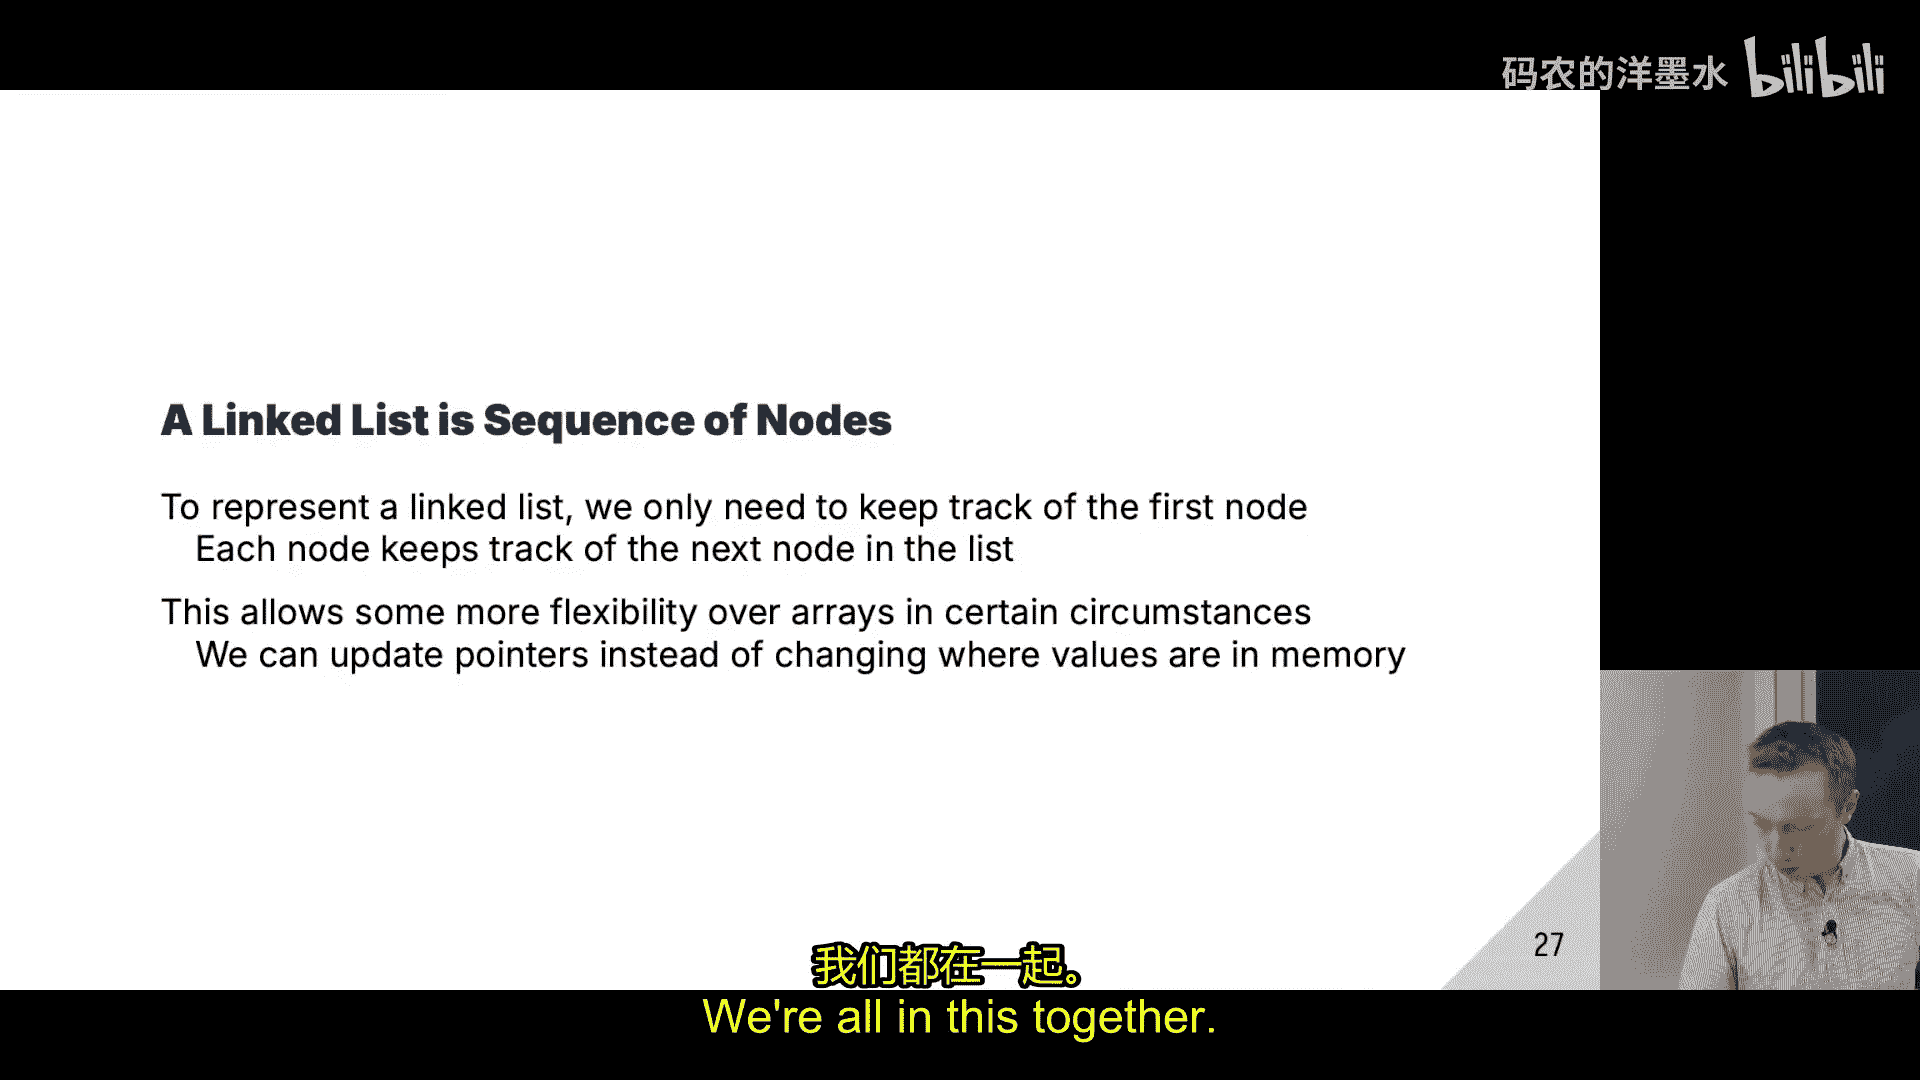 码农的洋墨水 bilibili
A Linked List is Sequence of Nodes
To represent a linked list, we only need to keep track of the first node
Each node keeps track of the next node in the list
This allows some more flexibility over arrays in certain circumstances
We can update pointers instead of changing where values are in memory
27
我们都在一起。
We're all in this together.